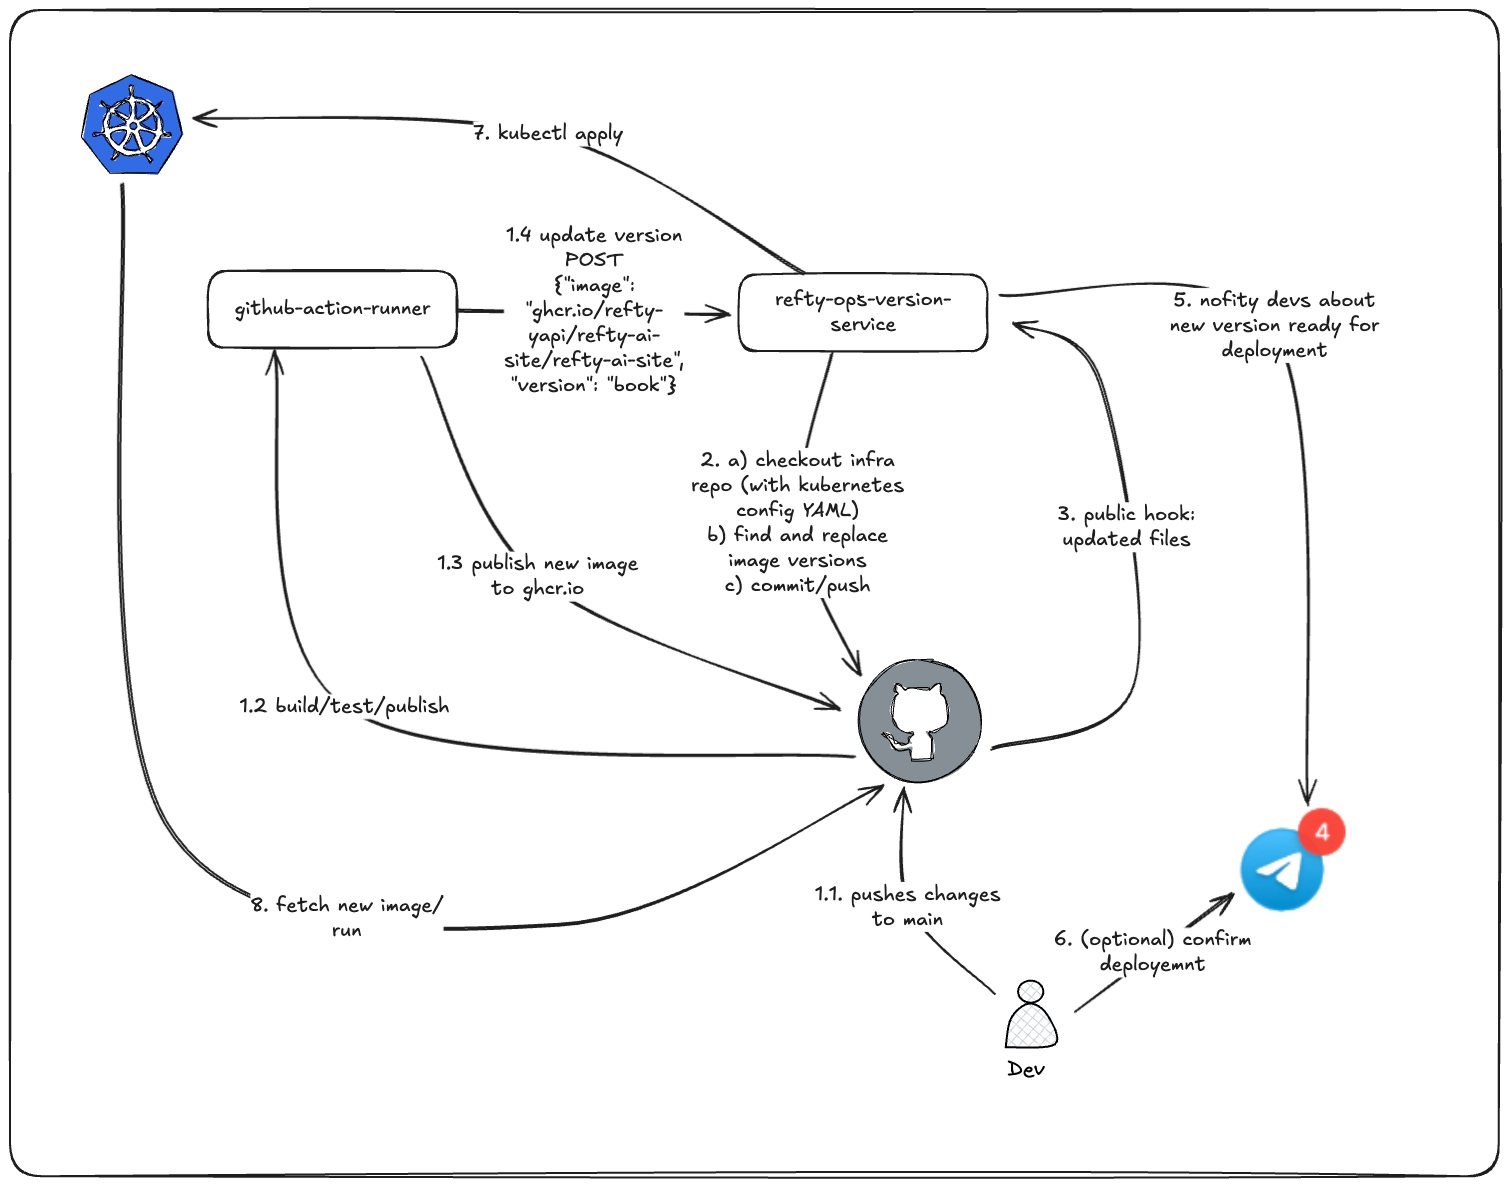 7. kubectl apply
1.4 update version
POST
{"image":
"ghcr.io/refty-
yapi/refty-ai-
site/refty-ai-site",
"version": "book"}
github-action-runner
refty-ops-version-
service
5. nofity devs about
new version ready for
deployment
2. a) checkout infra
repo (with kubernetes
config YAML)
b) find and replace
image versions
c) commit/push
3. public hook:
updated files
1.3 publish new image
to ghcr.io
1.2 build/test/publish
4
8. fetch new image/
run
1.1. pushes changes
to main
6. (optional) confirm
deployemnt
Dev